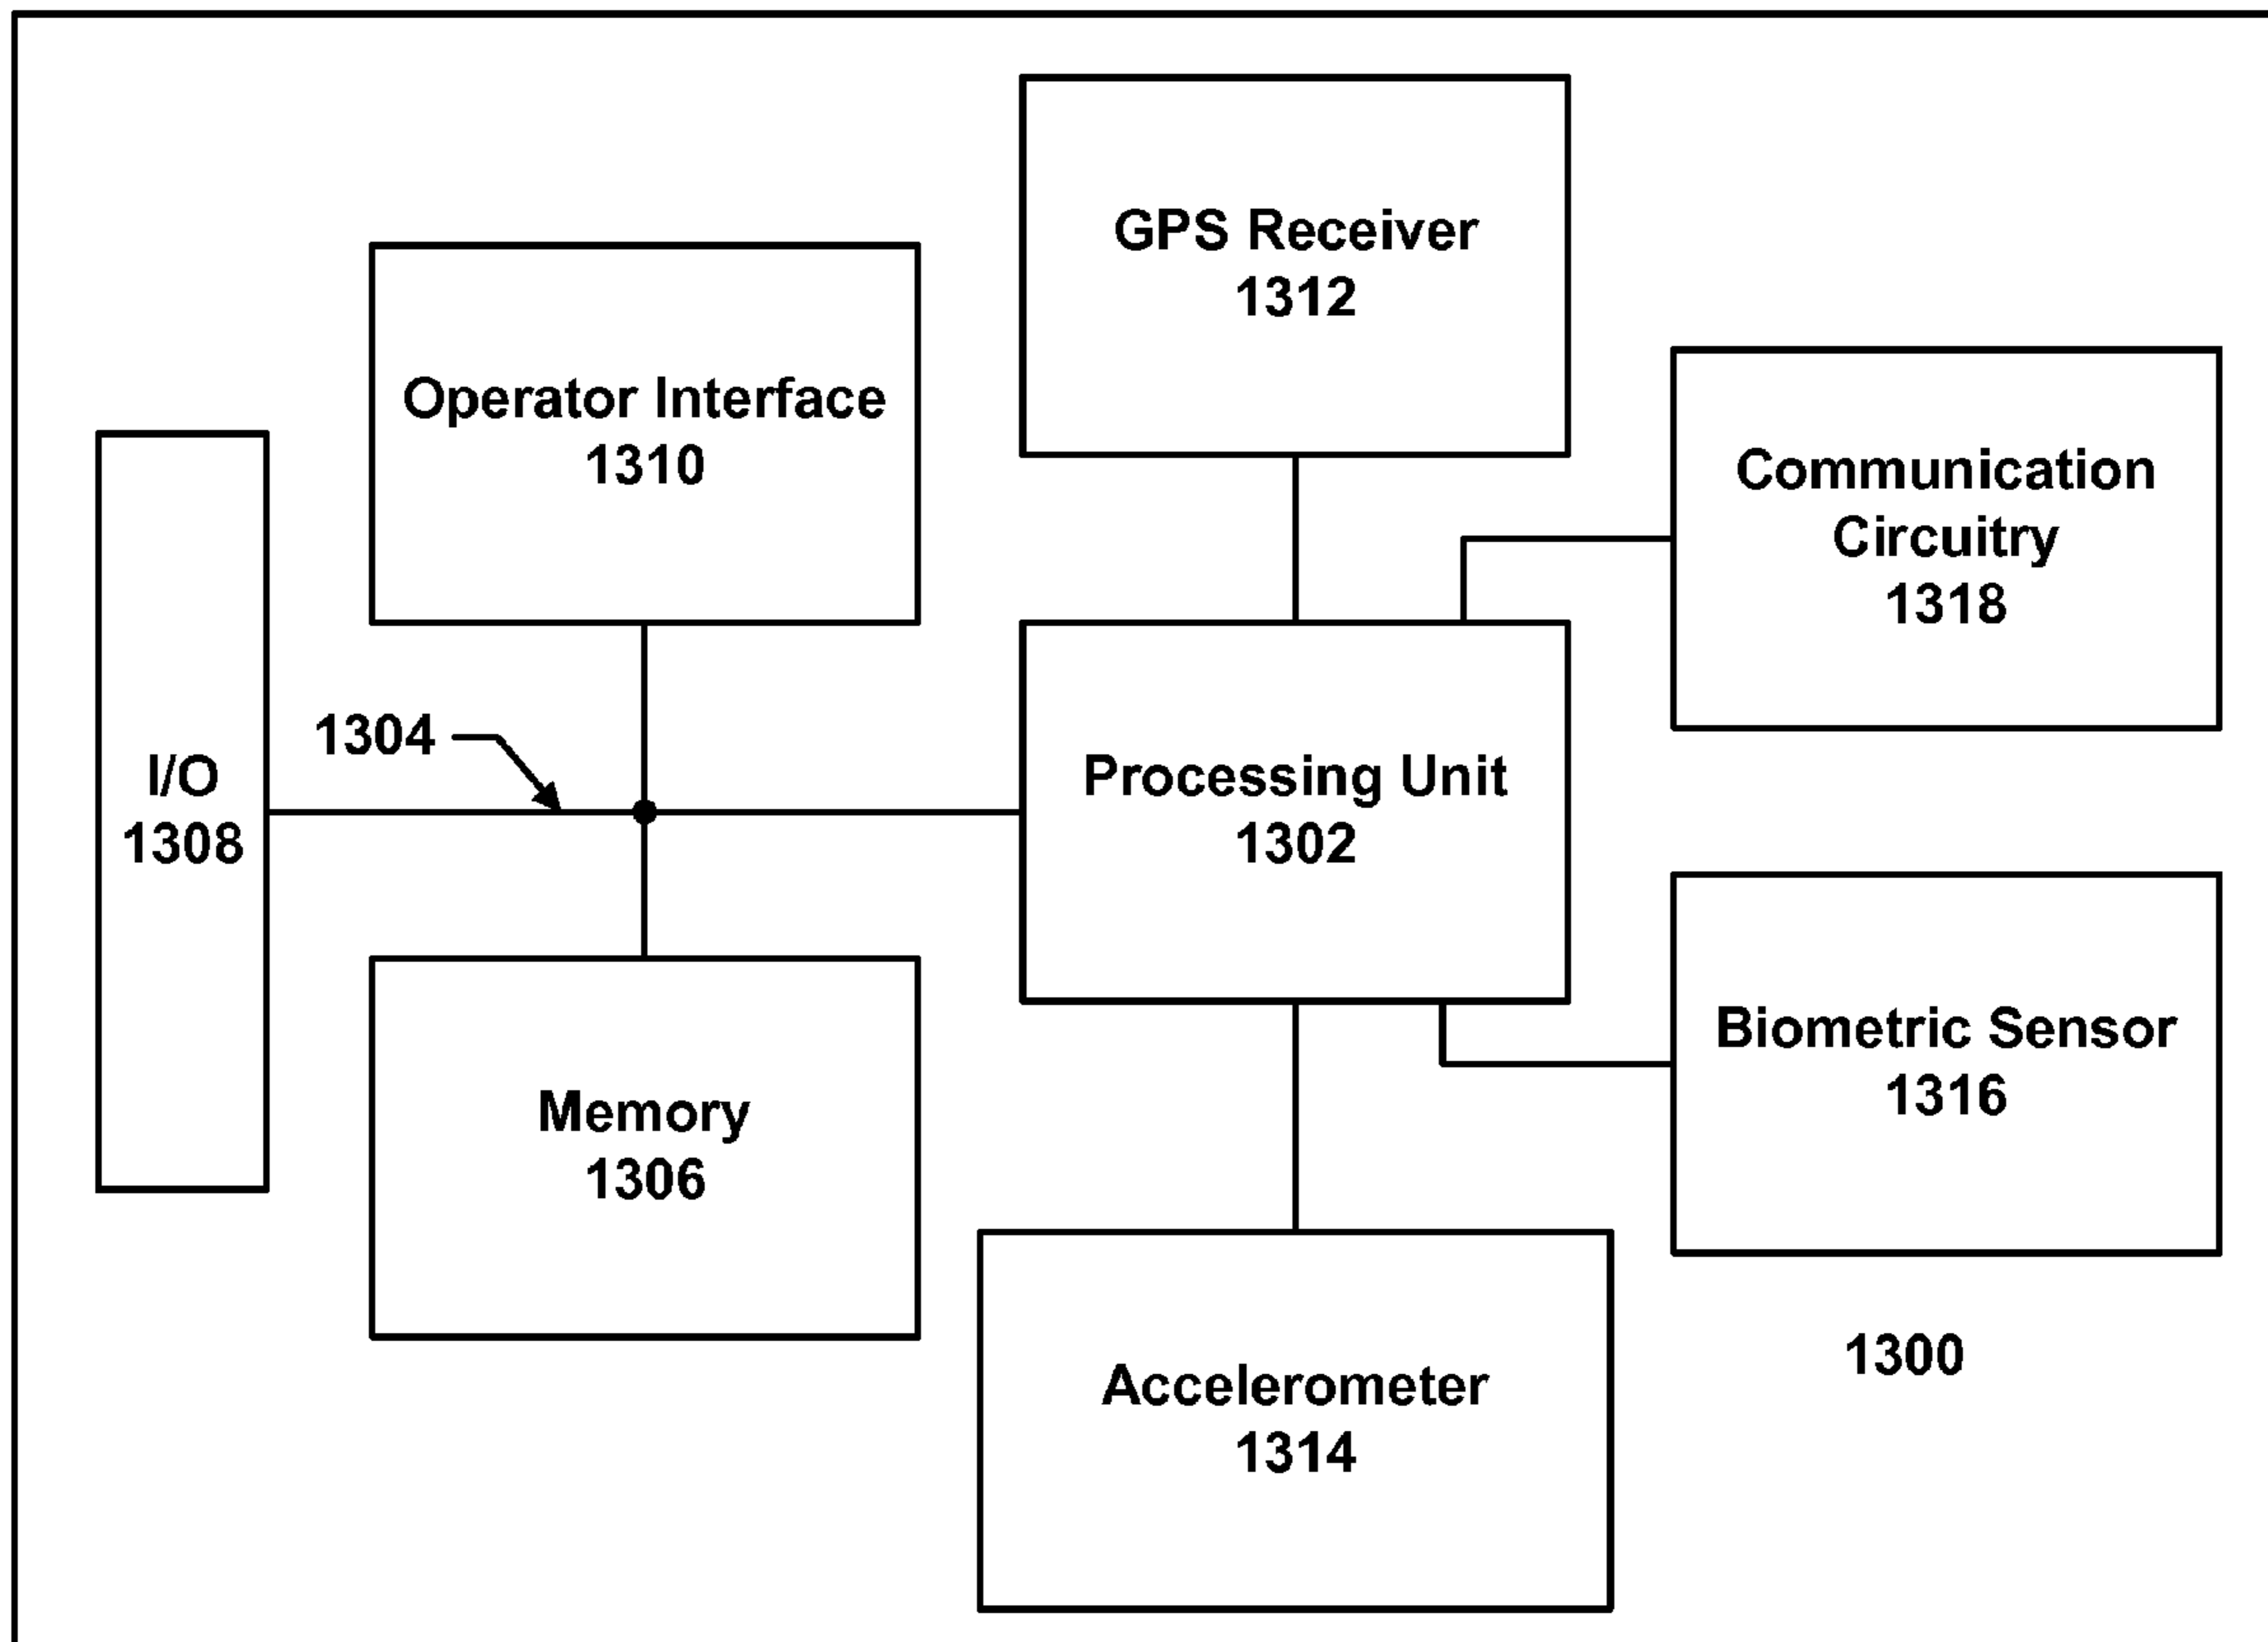 GPS Receiver
1312
Operator Interface
1310
Communication
Circuitry
1318
1304
I/O
1308
Processing Unit
1302
Biometric Sensor
1316
Memory
1306
1300
Accelerometer
1314